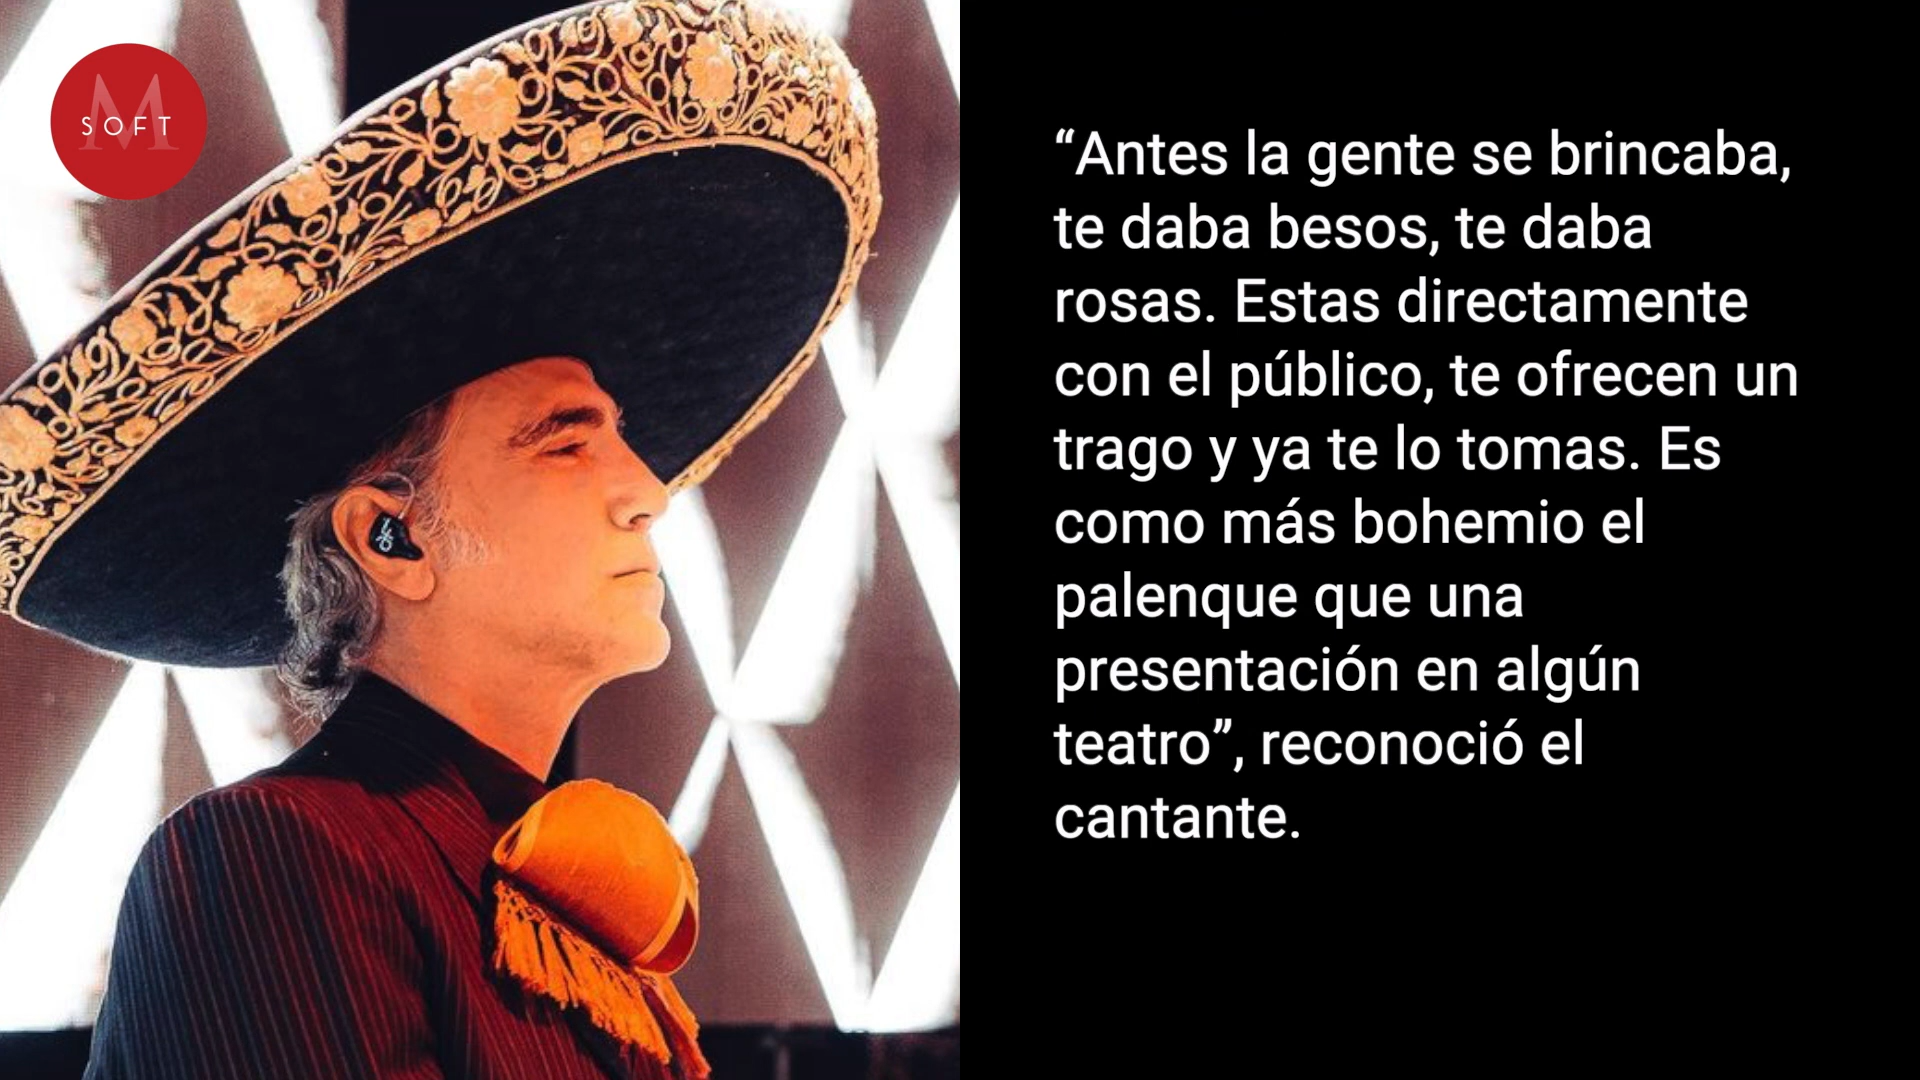 M
SOFT
“Antes la gente se brincaba,
te daba besos, te daba
rosas. Estas directamente
con el público, te ofrecen un
trago y ya te lo tomas. Es
como más bohemio el
palenque que una
presentación en algún
teatro”, reconoció el
cantante.